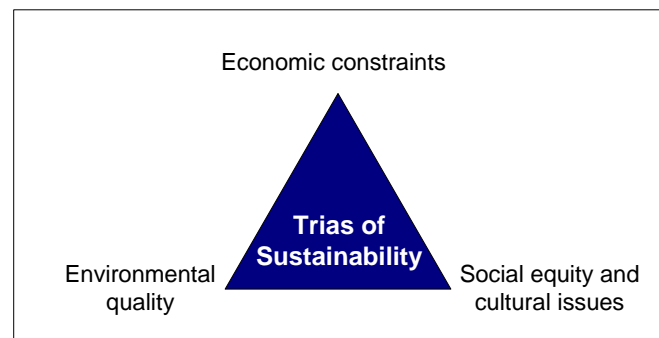 Economic constraints
Trias of
Sustainability
Environmental
quality
Social equity and
cultural issues